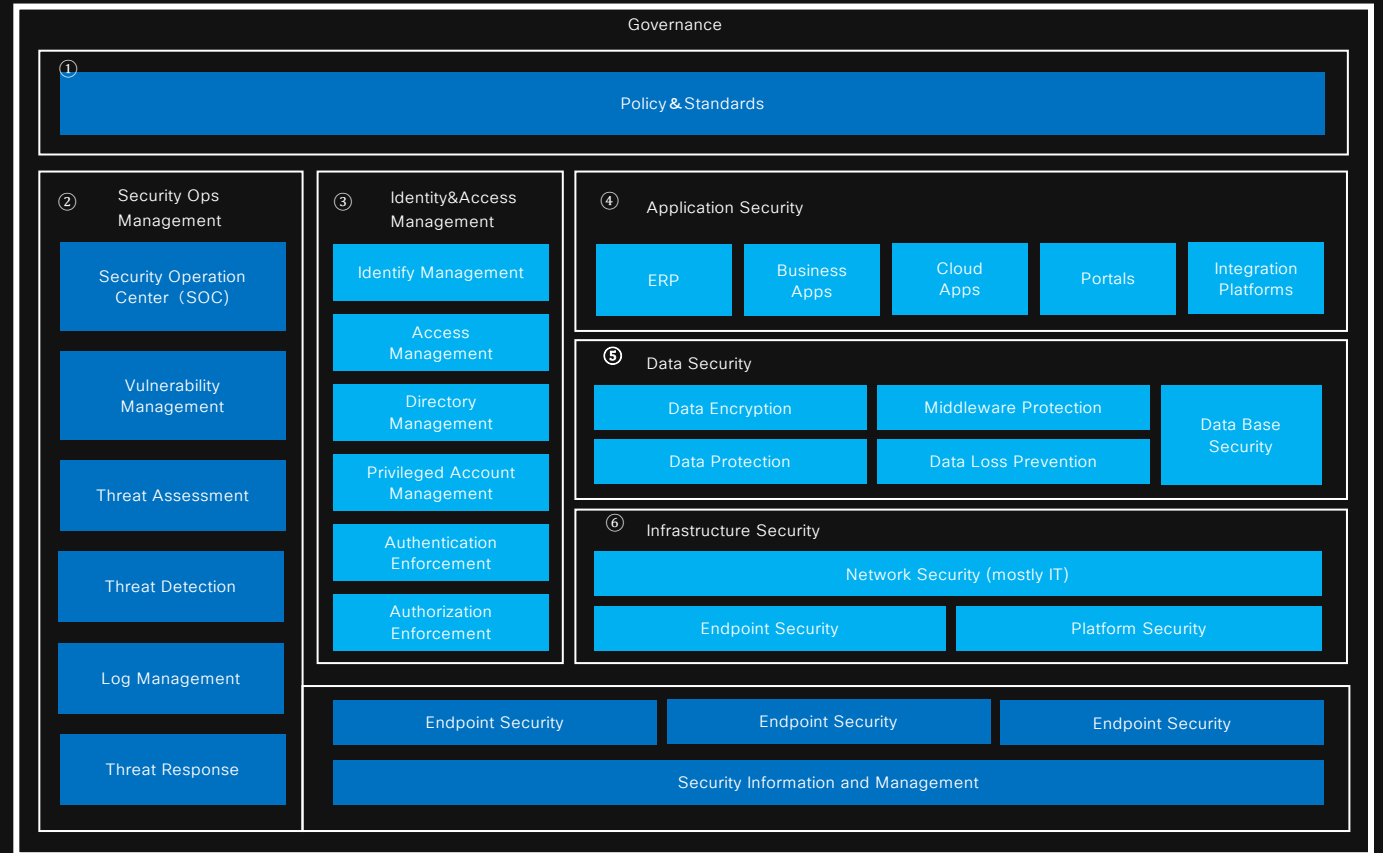 Governance
①
Policy&Standards
②
Security Ops
Management
Security Operation
Center（SOC)
Vulnerability
Management
Threat Assessment
Threat Detection
Log Management
Threat Response
③
Identity&Access
Management
Identify Management
Access
Management
Directory
Management
Privileged Account
Management
Authentication
Enforcement
Authorization
Enforcement
④
Application Security
ERP
Business
Apps
Cloud
Apps
Portals
Integration
Platforms
⑤
Data Security
Data Encryption
Middleware Protection
Data Protection
Data Loss Prevention
Data Base
Security
⑥
Infrastructure Security
Network Security (mostly IT)
Endpoint Security
Platform Security
Endpoint Security
Endpoint Security
Endpoint Security
Security Information and Management